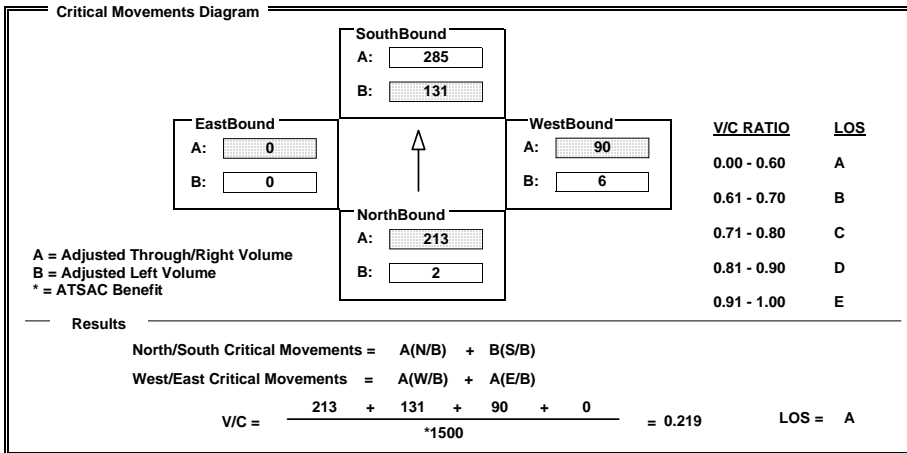 Critical Movements Diagram
SouthBound
A: 285
B: 131
EastBound
A: 0
B: 0
WestBound
A: 90
B: 6
NorthBound
A: 213
B: 2
V/C RATIO LOS
0.00 - 0.60 A
0.61 - 0.70 B
0.71 - 0.80 C
0.81 - 0.90 D
0.91 - 1.00 E
A = Adjusted Through/Right Volume
B = Adjusted Left Volume
* = ATSAC Benefit
Results
North/South Critical Movements = A(N/B) + B(S/B)
West/East Critical Movements = A(W/B) + A(E/B)
213 + 131 + 90 + 0
V/C = = 0.219 LOS = A
*1500